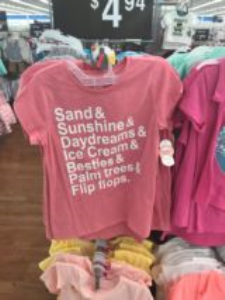 $4.94
Sand &
Sunshine &
Daydreams &
Ice Cream &
Besties &
Palm trees &
Flip flops.